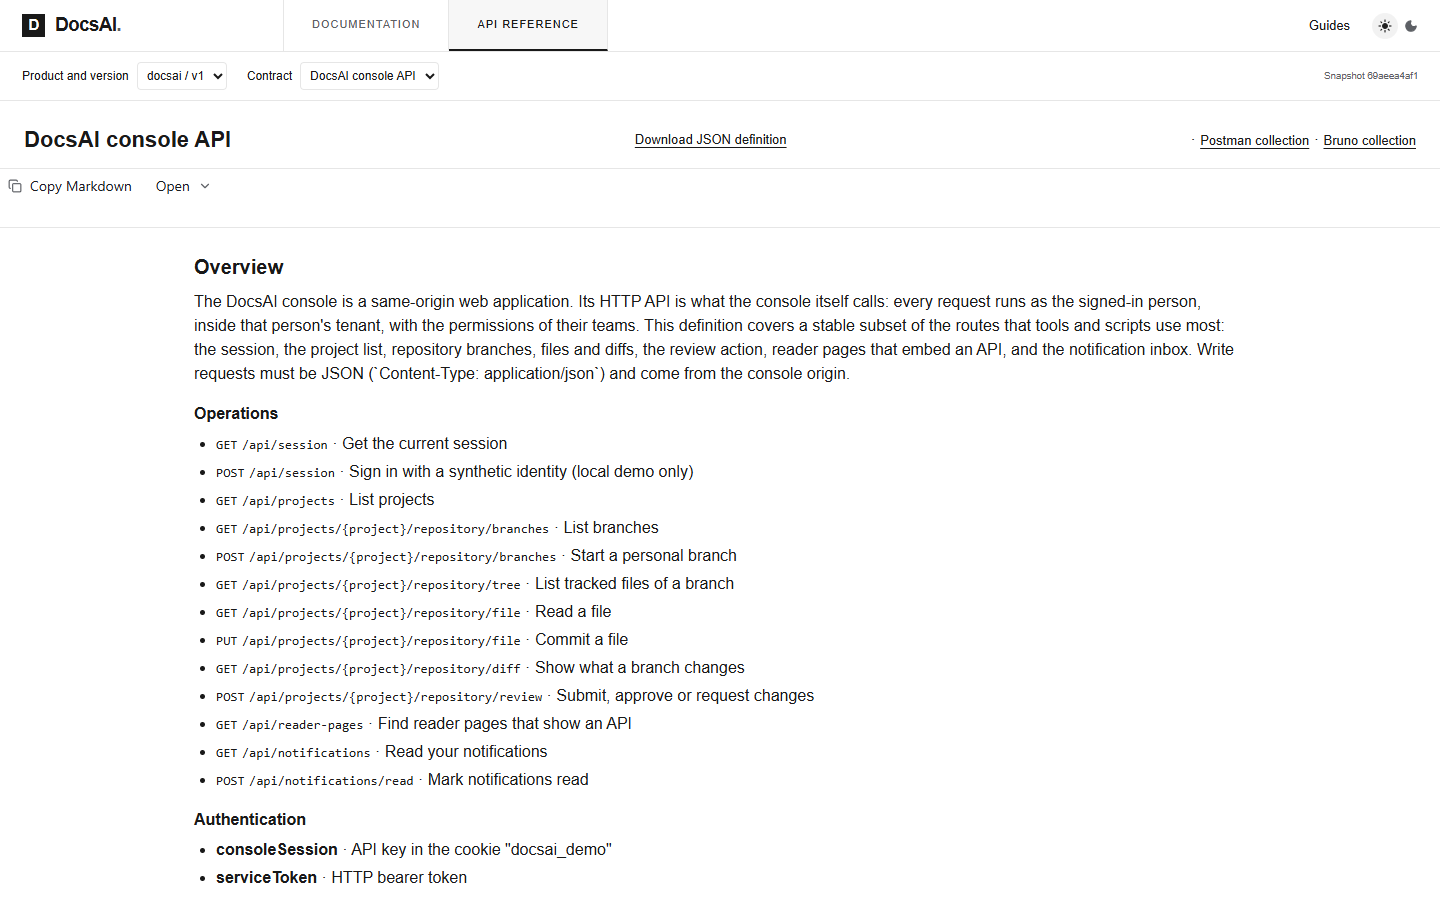 D DocsAI.
DOCUMENTATION
API REFERENCE
Guides
Product and version docsai / v1 Contract DocsAI console API Snapshot 69aeea4af1
DocsAI console API
Download JSON definition
· Postman collection · Bruno collection
Copy Markdown Open
Overview
The DocsAI console is a same-origin web application. Its HTTP API is what the console itself calls: every request runs as the signed-in person,
inside that person's tenant, with the permissions of their teams. This definition covers a stable subset of the routes that tools and scripts use most:
the session, the project list, repository branches, files and diffs, the review action, reader pages that embed an API, and the notification inbox. Write
requests must be JSON (`Content-Type: application/json`) and come from the console origin.
Operations
• GET /api/session · Get the current session
• POST /api/session · Sign in with a synthetic identity (local demo only)
• GET /api/projects · List projects
• GET /api/projects/{project}/repository/branches · List branches
• POST /api/projects/{project}/repository/branches · Start a personal branch
• GET /api/projects/{project}/repository/tree · List tracked files of a branch
• GET /api/projects/{project}/repository/file · Read a file
• PUT /api/projects/{project}/repository/file · Commit a file
• GET /api/projects/{project}/repository/diff · Show what a branch changes
• POST /api/projects/{project}/repository/review · Submit, approve or request changes
• GET /api/reader-pages · Find reader pages that show an API
• GET /api/notifications · Read your notifications
• POST /api/notifications/read · Mark notifications read
Authentication
• consoleSession · API key in the cookie "docsai_demo"
• serviceToken · HTTP bearer token